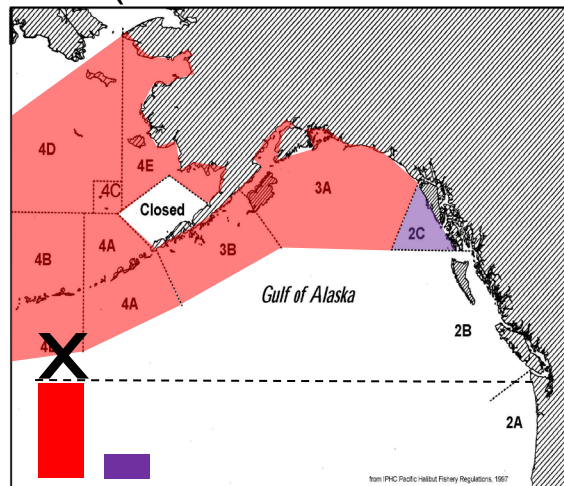 4D
4E
4C
3A
Closed
2C
4A
3B
4B
4A
Gulf of Alaska
2B
X
2A
from IPHC Pacific Halibut Fishery Regulations, 1997